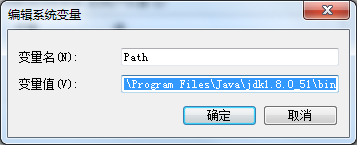 编辑系统变量
变量名(N): Path
变量值(V): \Program Files\Java\jdk1.8.0_51\bin
确定 取消